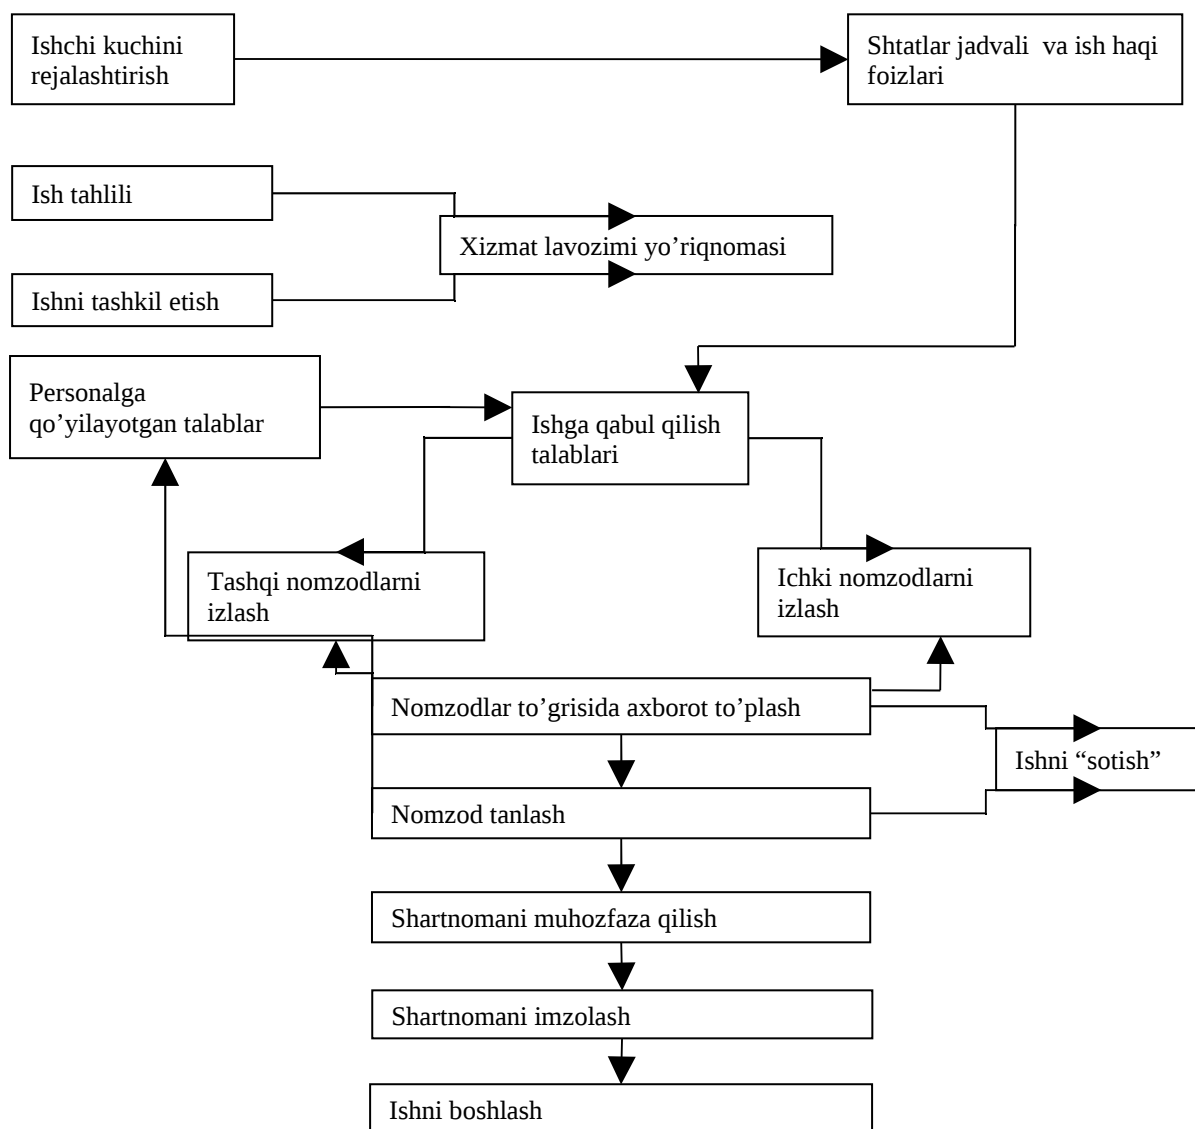 Ishchi kuchini
rejalashtirish
Shtatlar jadvali  va ish haqi
foizlari
Ish tahlili
Xizmat lavozimi yo’riqnomasi
Ishni tashkil etish
Personalga
qo’yilayotgan talablar
Ishga qabul qilish
talablari
Tashqi nomzodlarni
izlash
Ichki nomzodlarni
izlash
Nomzodlar to’grisida axborot to’plash
Ishni “sotish”
Nomzod tanlash
Shartnomani muhozfaza qilish
Shartnomani imzolash
Ishni boshlash